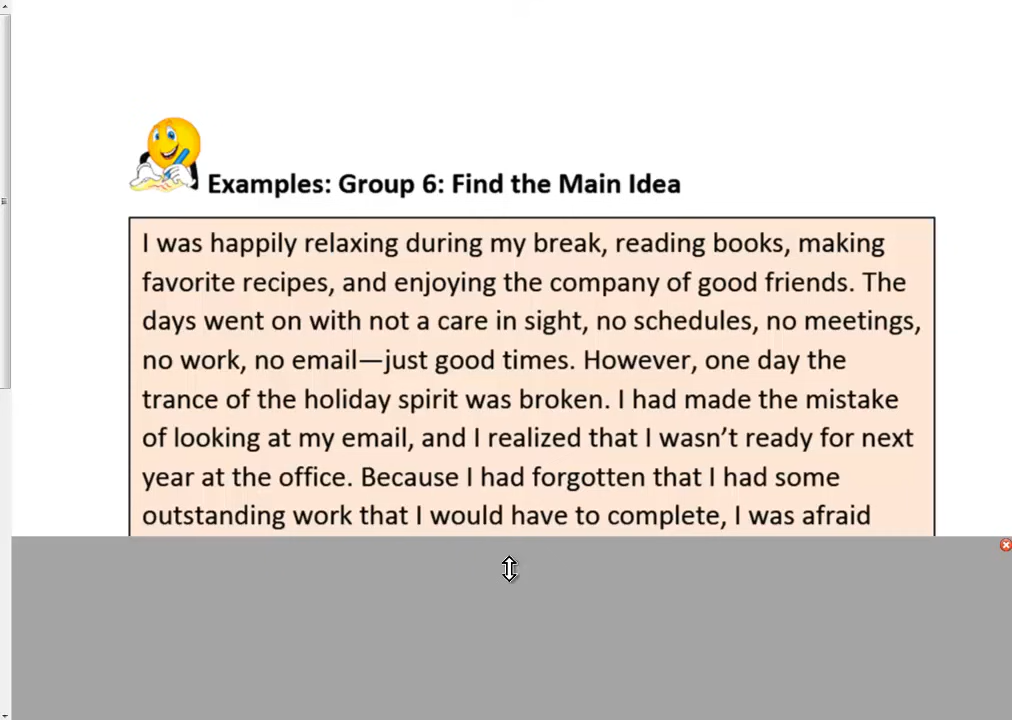 Examples: Group 6: Find the Main Idea
I was happily relaxing during my break, reading books, making
favorite recipes, and enjoying the company of good friends. The
days went on with not a care in sight, no schedules, no meetings,
no work, no email—just good times. However, one day the
trance of the holiday spirit was broken. I had made the mistake
of looking at my email, and I realized that I wasn’t ready for next
year at the office. Because I had forgotten that I had some
outstanding work that I would have to complete, I was afraid